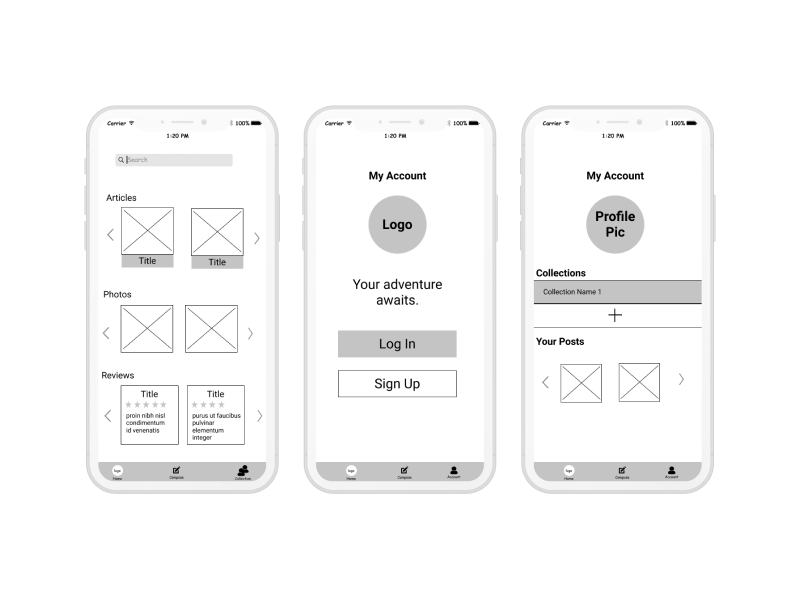 Carrier
100%
1:20 PM
Search
Articles
Title
Title
Photos
Reviews
Title
proin nibh nisl
condimentum
id venenatis
Title
purus ut faucibus
pulvinar
elementum
integer
logo
Home
Compose
Collection
Carrier
100%
1:20 PM
My Account
Logo
Your adventure
awaits.
Log In
Sign Up
logo
Home
Compose
Account
Carrier
100%
1:20 PM
My Account
Profile
Pic
Collections
Collection Name 1
Your Posts
logo
Home
Compose
Account